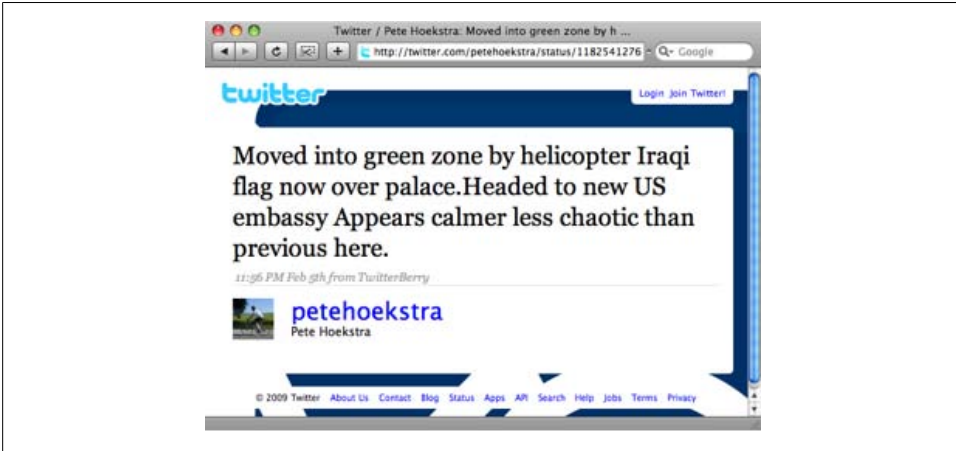 Twitter / Pete Hoekstra: Moved into green zone by h ...
http://twitter.com/petehoekstra/status/1182541276
Google
twitter
Login Join Twitter!
Moved into green zone by helicopter Iraqi
flag now over palace.Headed to new US
embassy Appears calmer less chaotic than
previous here.
11:56 PM Feb 5th from TwitterBerry
petehoekstra
Pete Hoekstra
© 2009 Twitter About Us Contact Blog Status Apps API Search Help Jobs Terms Privacy